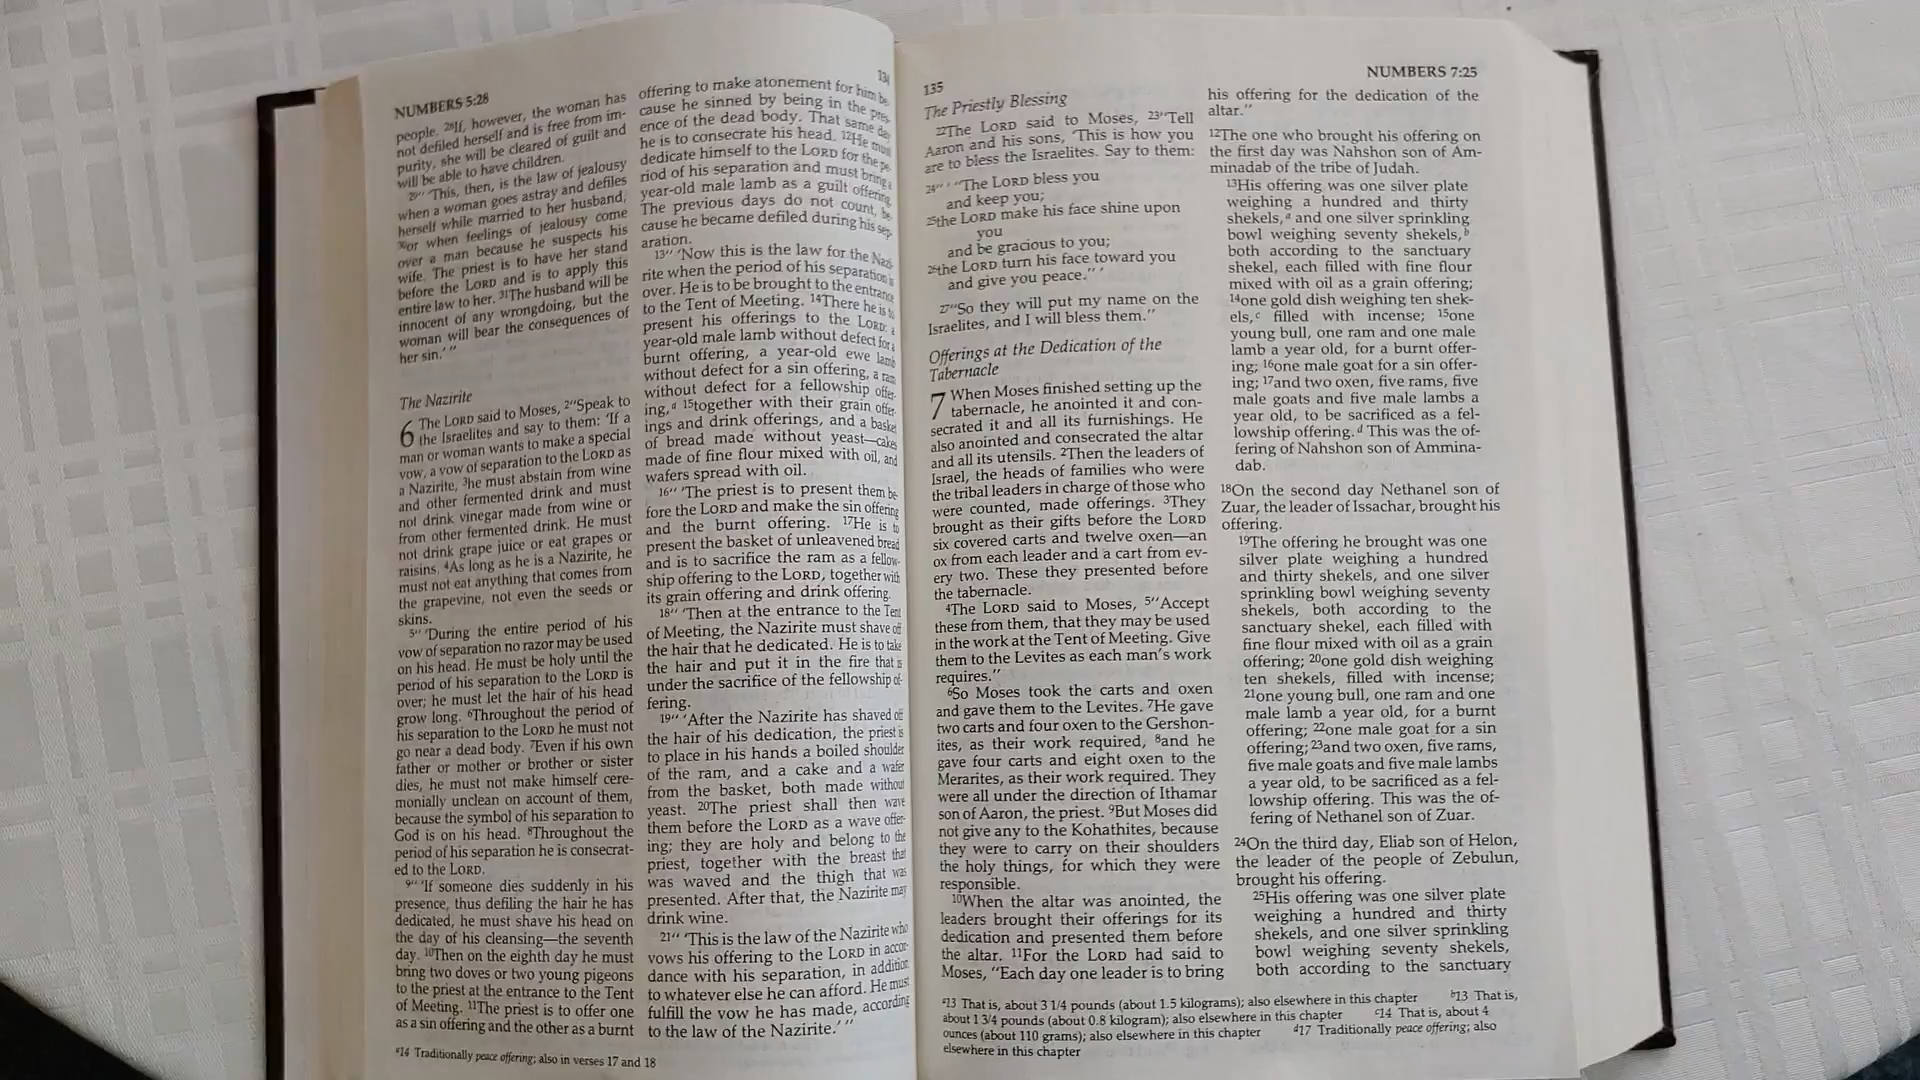 NUMBERS 5:28
people. ²⁸If, however, the woman has
not defiled herself and is free from im-
purity, she will be cleared of guilt and
will be able to have children.
²⁹“ ‘This, then, is the law of jealousy
when a woman goes astray and defiles
herself while married to her husband,
³⁰or when feelings of jealousy come
over a man because he suspects his
wife. The priest is to have her stand
before the LORD and is to apply this
entire law to her. ³¹The husband will be
innocent of any wrongdoing, but the
woman will bear the consequences of
her sin.’ ”
The Nazirite
6 The LORD said to Moses, ²“Speak to
the Israelites and say to them: ‘If a
man or woman wants to make a special
vow, a vow of separation to the LORD as
a Nazirite, ³he must abstain from wine
and other fermented drink and must
not drink vinegar made from wine or
from other fermented drink. He must
not drink grape juice or eat grapes or
raisins. ⁴As long as he is a Nazirite, he
must not eat anything that comes from
the grapevine, not even the seeds or
skins.
⁵“ ‘During the entire period of his
vow of separation no razor may be used
on his head. He must be holy until the
period of his separation to the LORD is
over; he must let the hair of his head
grow long. ⁶Throughout the period of
his separation to the LORD he must not
go near a dead body. ⁷Even if his own
father or mother or brother or sister
dies, he must not make himself cere-
monially unclean on account of them,
because the symbol of his separation to
God is on his head. ⁸Throughout the
period of his separation he is consecrat-
ed to the LORD.
⁹“ ‘If someone dies suddenly in his
presence, thus defiling the hair he has
dedicated, he must shave his head on
the day of his cleansing—the seventh
day. ¹⁰Then on the eighth day he must
bring two doves or two young pigeons
to the priest at the entrance to the Tent
of Meeting. ¹¹The priest is to offer one
as a sin offering and the other as a burnt
134
offering to make atonement for him be-
cause he sinned by being in the pres-
ence of the dead body. That same day
he is to consecrate his head. ¹²He must
dedicate himself to the LORD for the pe-
riod of his separation and must bring a
year-old male lamb as a guilt offering.
The previous days do not count, be-
cause he became defiled during his sep-
aration.
¹³“ ‘Now this is the law for the Nazi-
rite when the period of his separation is
over. He is to be brought to the entrance
to the Tent of Meeting. ¹⁴There he is to
present his offerings to the LORD: a
year-old male lamb without defect for a
burnt offering, a year-old ewe lamb
without defect for a sin offering, a ram
without defect for a fellowship offer-
ing,ᵃ ¹⁵together with their grain offer-
ings and drink offerings, and a basket
of bread made without yeast—cakes
made of fine flour mixed with oil, and
wafers spread with oil.
¹⁶“ ‘The priest is to present them be-
fore the LORD and make the sin offering
and the burnt offering. ¹⁷He is to
present the basket of unleavened bread
and is to sacrifice the ram as a fellow-
ship offering to the LORD, together with
its grain offering and drink offering.
¹⁸“ ‘Then at the entrance to the Tent
of Meeting, the Nazirite must shave off
the hair that he dedicated. He is to take
the hair and put it in the fire that is
under the sacrifice of the fellowship of-
fering.
¹⁹“ ‘After the Nazirite has shaved off
the hair of his dedication, the priest is
to place in his hands a boiled shoulder
of the ram, and a cake and a wafer
from the basket, both made without
yeast. ²⁰The priest shall then wave
them before the LORD as a wave offer-
ing; they are holy and belong to the
priest, together with the breast that
was waved and the thigh that was
presented. After that, the Nazirite may
drink wine.
²¹“ ‘This is the law of the Nazirite who
vows his offering to the LORD in accor-
dance with his separation, in addition
to whatever else he can afford. He must
fulfill the vow he has made, according
to the law of the Nazirite.’ ”
ᵃ14 Traditionally peace offering; also in verses 17 and 18
135
The Priestly Blessing
²²The LORD said to Moses, ²³“Tell
Aaron and his sons, ‘This is how you
are to bless the Israelites. Say to them:
²⁴“ ‘ “The LORD bless you
and keep you;
²⁵the LORD make his face shine upon
you
and be gracious to you;
²⁶the LORD turn his face toward you
and give you peace.” ’
²⁷“So they will put my name on the
Israelites, and I will bless them.”
Offerings at the Dedication of the
Tabernacle
7 When Moses finished setting up the
tabernacle, he anointed it and con-
secrated it and all its furnishings. He
also anointed and consecrated the altar
and all its utensils. ²Then the leaders of
Israel, the heads of families who were
the tribal leaders in charge of those who
were counted, made offerings. ³They
brought as their gifts before the LORD
six covered carts and twelve oxen—an
ox from each leader and a cart from ev-
ery two. These they presented before
the tabernacle.
⁴The LORD said to Moses, ⁵“Accept
these from them, that they may be used
in the work at the Tent of Meeting. Give
them to the Levites as each man’s work
requires.”
⁶So Moses took the carts and oxen
and gave them to the Levites. ⁷He gave
two carts and four oxen to the Gershon-
ites, as their work required, ⁸and he
gave four carts and eight oxen to the
Merarites, as their work required. They
were all under the direction of Ithamar
son of Aaron, the priest. ⁹But Moses did
not give any to the Kohathites, because
they were to carry on their shoulders
the holy things, for which they were
responsible.
¹⁰When the altar was anointed, the
leaders brought their offerings for its
dedication and presented them before
the altar. ¹¹For the LORD had said to
Moses, “Each day one leader is to bring
NUMBERS 7:25
his offering for the dedication of the
altar.”
¹²The one who brought his offering on
the first day was Nahshon son of Am-
minadab of the tribe of Judah.
¹³His offering was one silver plate
weighing a hundred and thirty
shekels,ᵃ and one silver sprinkling
bowl weighing seventy shekels,ᵇ
both according to the sanctuary
shekel, each filled with fine flour
mixed with oil as a grain offering;
¹⁴one gold dish weighing ten shek-
els,ᶜ filled with incense; ¹⁵one
young bull, one ram and one male
lamb a year old, for a burnt offer-
ing; ¹⁶one male goat for a sin offer-
ing; ¹⁷and two oxen, five rams, five
male goats and five male lambs a
year old, to be sacrificed as a fel-
lowship offering.ᵈ This was the of-
fering of Nahshon son of Ammina-
dab.
¹⁸On the second day Nethanel son of
Zuar, the leader of Issachar, brought his
offering.
¹⁹The offering he brought was one
silver plate weighing a hundred
and thirty shekels, and one silver
sprinkling bowl weighing seventy
shekels, both according to the
sanctuary shekel, each filled with
fine flour mixed with oil as a grain
offering; ²⁰one gold dish weighing
ten shekels, filled with incense;
²¹one young bull, one ram and one
male lamb a year old, for a burnt
offering; ²²one male goat for a sin
offering; ²³and two oxen, five rams,
five male goats and five male lambs
a year old, to be sacrificed as a fel-
lowship offering. This was the of-
fering of Nethanel son of Zuar.
²⁴On the third day, Eliab son of Helon,
the leader of the people of Zebulun,
brought his offering.
²⁵His offering was one silver plate
weighing a hundred and thirty
shekels, and one silver sprinkling
bowl weighing seventy shekels,
both according to the sanctuary
ᵃ13 That is, about 3 1/4 pounds (about 1.5 kilograms); also elsewhere in this chapter ᵇ13 That is,
about 1 3/4 pounds (about 0.8 kilogram); also elsewhere in this chapter ᶜ14 That is, about 4
ounces (about 110 grams); also elsewhere in this chapter ᵈ17 Traditionally peace offering; also
elsewhere in this chapter